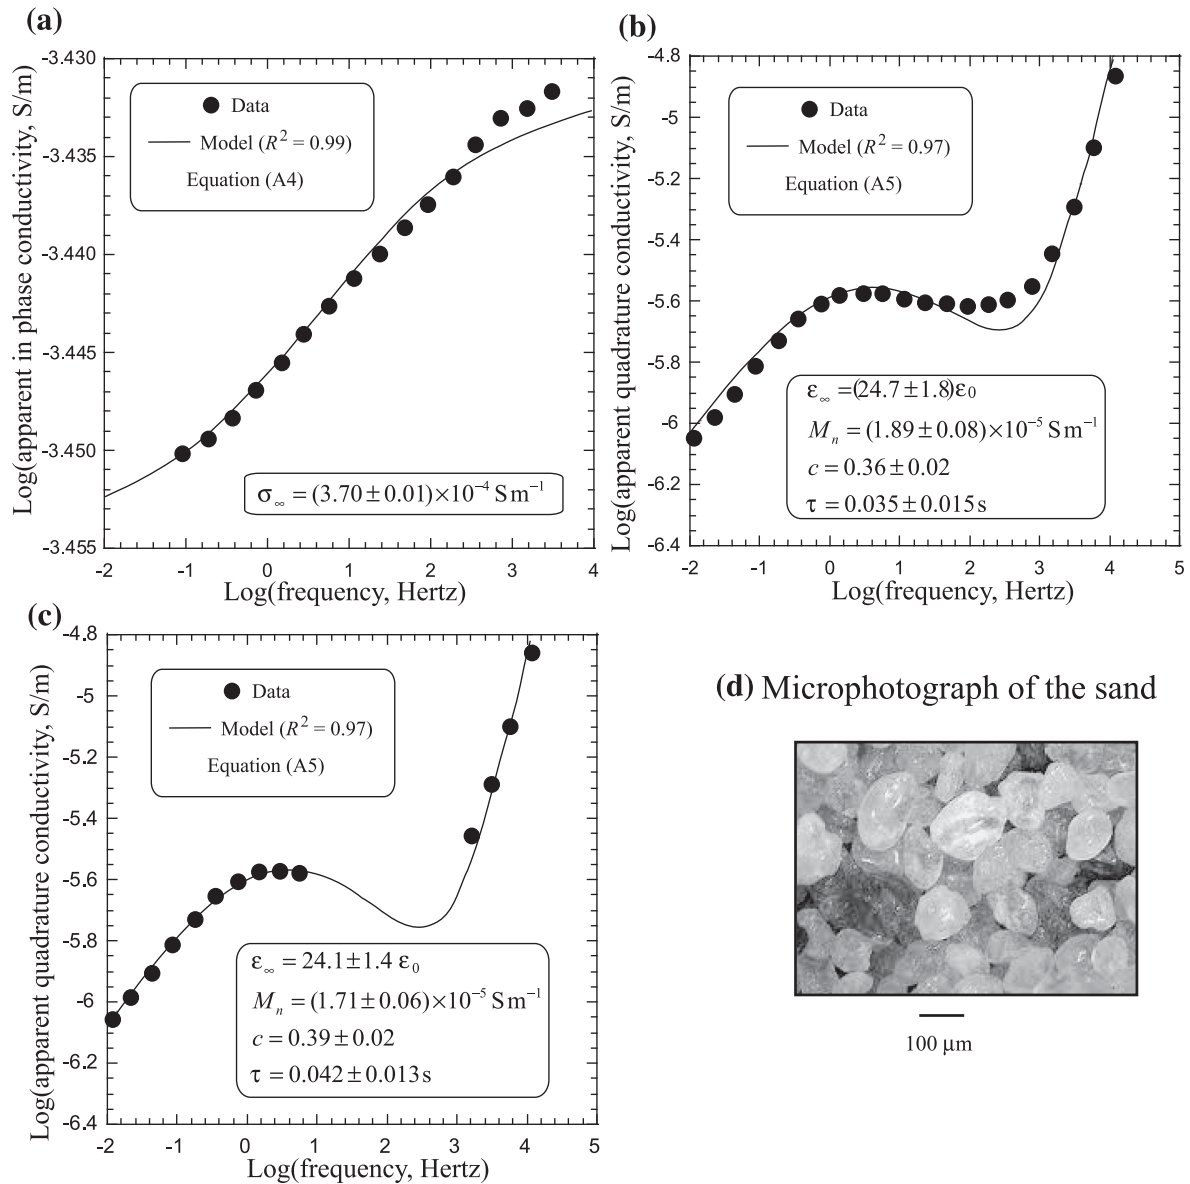 (a)
-3.430
-3.435
-3.440
-3.445
-3.450
-3.455
Log(apparent in phase conductivity, S/m)
Data
Model (R² = 0.99)
Equation (A4)
σ∞ = (3.70 ± 0.01)×10⁻⁴ S m⁻¹
-2 -1 0 1 2 3 4
Log(frequency, Hertz)
(b)
-4.8
-5
-5.2
-5.4
-5.6
-5.8
-6
-6.2
-6.4
Log(apparent quadrature conductivity, S/m)
Data
Model (R² = 0.97)
Equation (A5)
ε∞ =(24.7±1.8)ε₀
Mₙ = (1.89±0.08)×10⁻⁵ S m⁻¹
c = 0.36 ± 0.02
τ = 0.035 ± 0.015 s
-2 -1 0 1 2 3 4 5
Log(frequency, Hertz)
(c)
-4.8
-5
-5.2
-5.4
-5.6
-5.8
-6
-6.2
-6.4
Log(apparent quadrature conductivity, S/m)
Data
Model (R² = 0.97)
Equation (A5)
ε∞ = 24.1±1.4 ε₀
Mₙ = (1.71±0.06)×10⁻⁵ S m⁻¹
c = 0.39 ± 0.02
τ = 0.042 ± 0.013 s
-2 -1 0 1 2 3 4 5
Log(frequency, Hertz)
(d) Microphotograph of the sand
100 μm